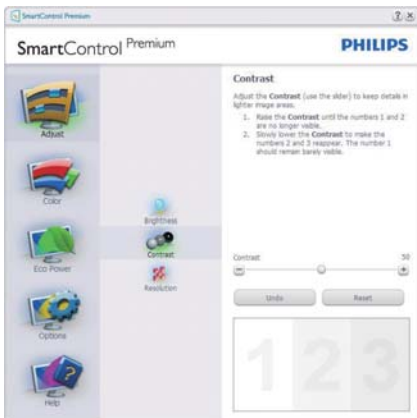 SmartControl Premium
SmartControl Premium
PHILIPS
Adjust
Color
Eco Power
Options
Help
Brightness
Contrast
Resolution
Contrast
Adjust the Contrast (use the slider) to keep details in
lighter image areas.
1. Raise the Contrast until the numbers 1 and 2
are no longer visible.
2. Slowly lower the Contrast to make the
numbers 2 and 3 reappear. The number 1
should remain barely visible.
Contrast
50
Undo
Reset
1 2 3